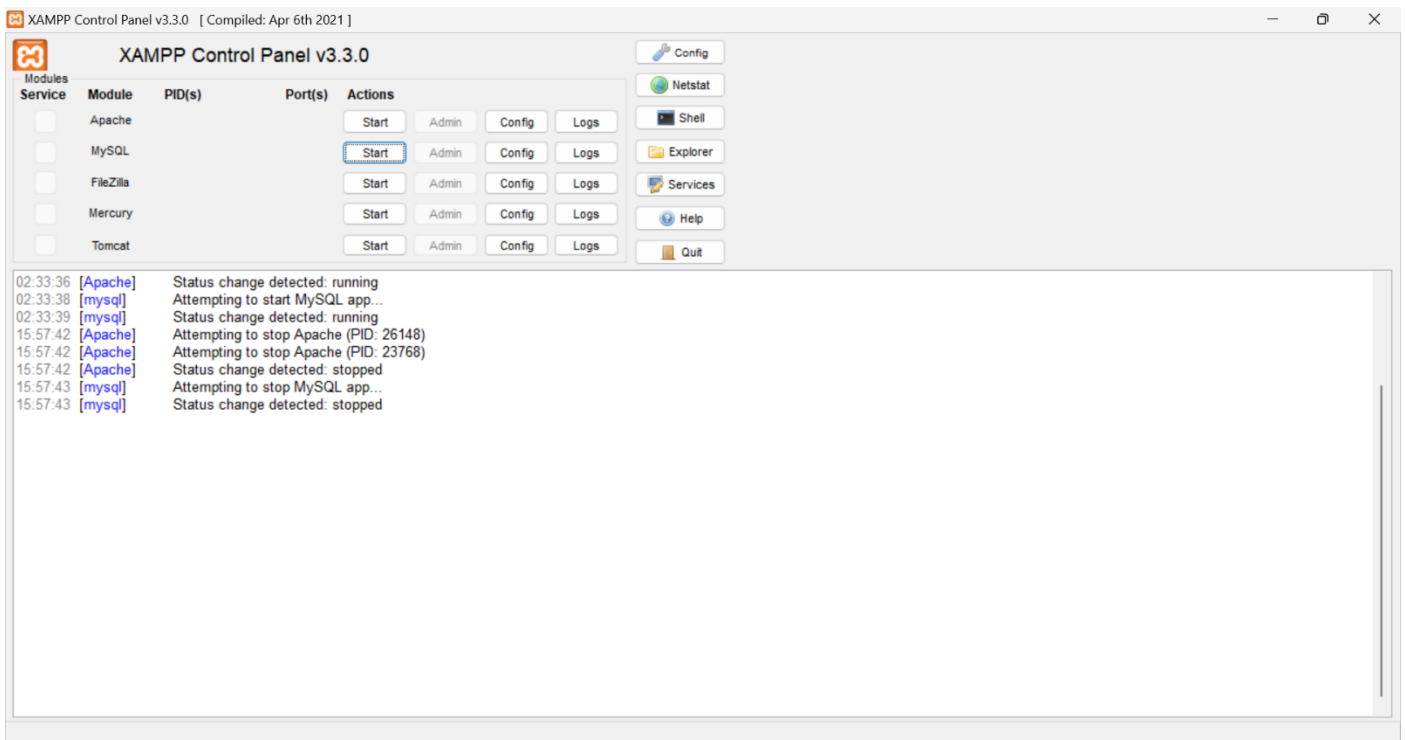 XAMPP Control Panel v3.3.0 [ Compiled: Apr 6th 2021 ]
XAMPP Control Panel v3.3.0
Config
Modules
Service Module PID(s) Port(s) Actions
Netstat
Apache Start Admin Config Logs
Shell
MySQL Start Admin Config Logs
Explorer
FileZilla Start Admin Config Logs
Services
Mercury Start Admin Config Logs
Help
Tomcat Start Admin Config Logs
Quit
02:33:36 [Apache] Status change detected: running
02:33:38 [mysql] Attempting to start MySQL app...
02:33:39 [mysql] Status change detected: running
15:57:42 [Apache] Attempting to stop Apache (PID: 26148)
15:57:42 [Apache] Attempting to stop Apache (PID: 23768)
15:57:42 [Apache] Status change detected: stopped
15:57:43 [mysql] Attempting to stop MySQL app...
15:57:43 [mysql] Status change detected: stopped